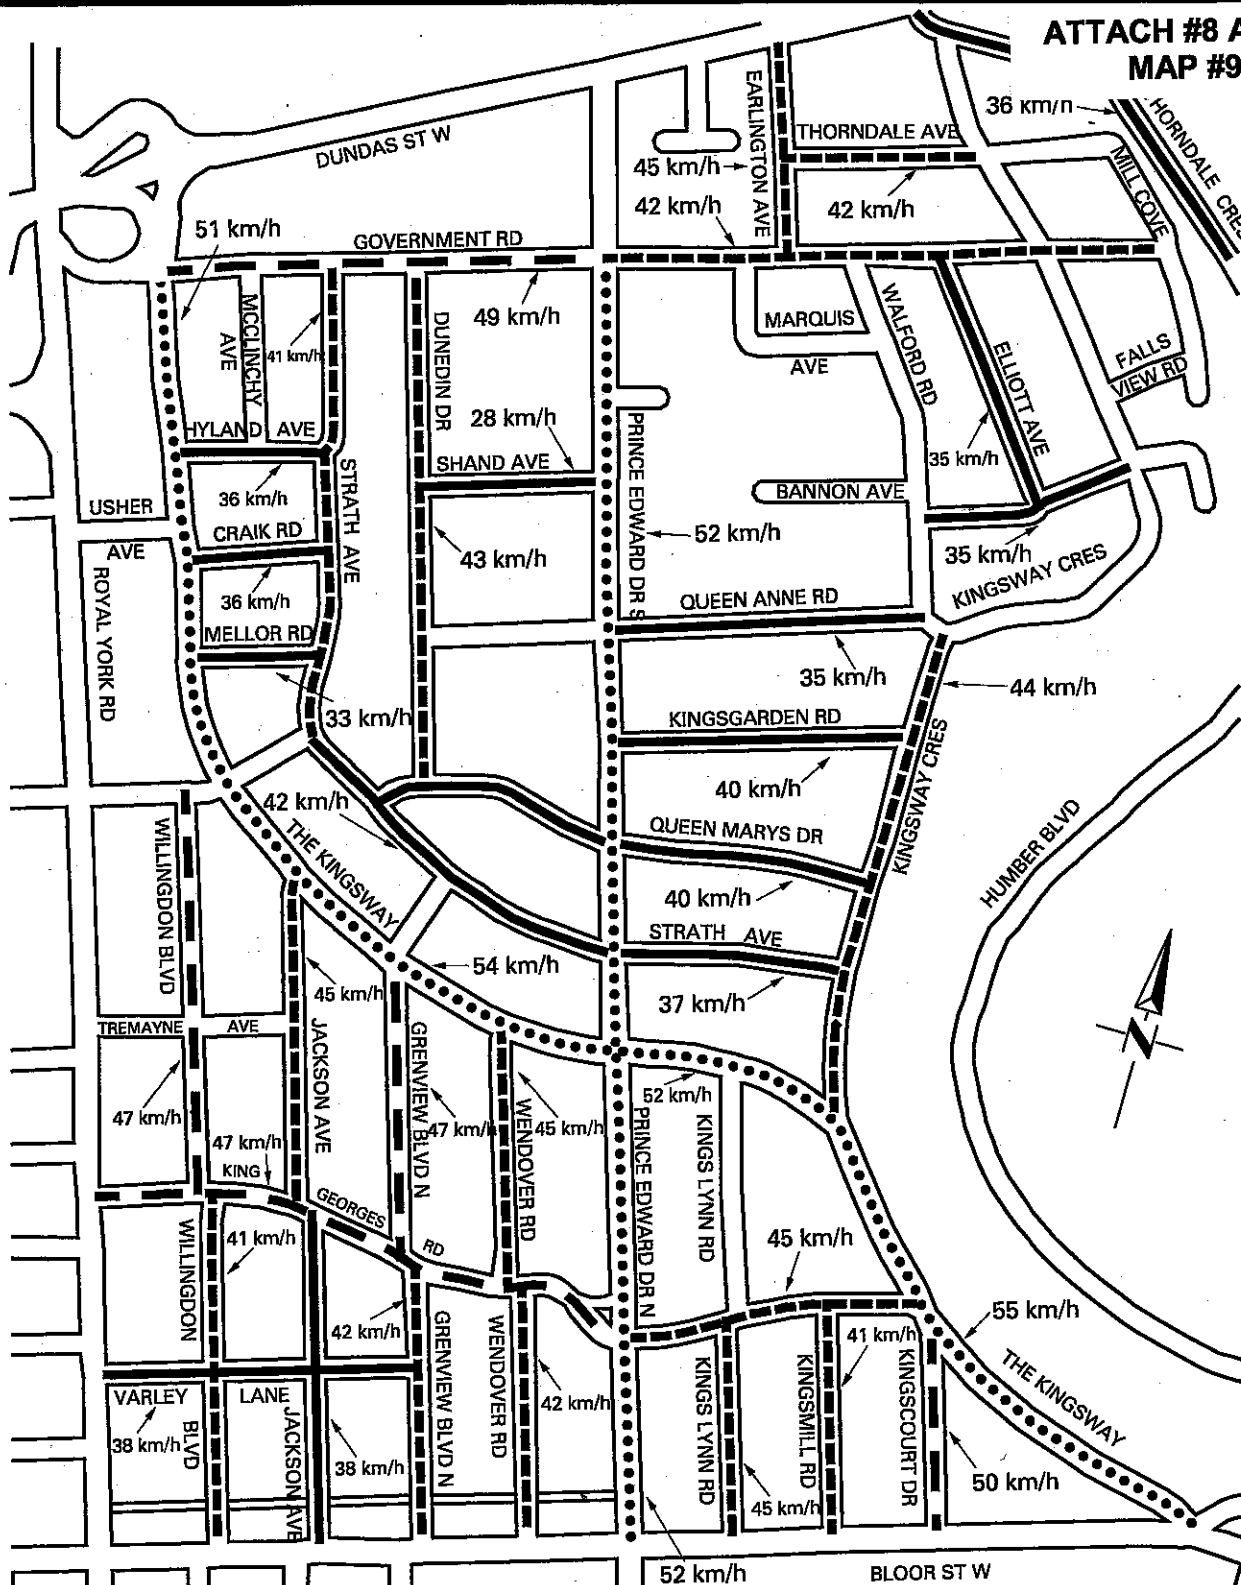 ATTACH #8 A
MAP #9
36 km/h
THORNDALE CRES
EARLINGTON AVE
THORNDALE AVE
DUNDAS ST W
45 km/h
MILL COVE
42 km/h
42 km/h
51 km/h
GOVERNMENT RD
MCCLINCHY
AVE
41 km/h
49 km/h
DUNEDIN DR
MARQUIS
AVE
WALFORD RD
ELLIOTT AVE
FALLS
VIEW RD
HYLAND AVE
28 km/h
SHAND AVE
STRATH AVE
PRINCE EDWARD DR S
35 km/h
36 km/h
BANNON AVE
USHER
AVE
CRAIK RD
52 km/h
43 km/h
35 km/h
KINGSWAY CRES
ROYAL YORK RD
36 km/h
QUEEN ANNE RD
MELLOR RD
35 km/h
44 km/h
33 km/h
KINGSGARDEN RD
KINGSWAY CRES
40 km/h
42 km/h
WILLINGDON BLVD
THE KINGSWAY
QUEEN MARYS DR
HUMBER BLVD
40 km/h
STRATH AVE
54 km/h
45 km/h
37 km/h
N
TREMAYNE AVE
JACKSON AVE
GRENVIEW BLVD N
WENDOVER RD
47 km/h
47 km/h
45 km/h
52 km/h
PRINCE EDWARD DR N
KINGS LYNN RD
47 km/h
KING
GEORGES
RD
WILLINGDON
BLVD
41 km/h
45 km/h
42 km/h
GRENVIEW BLVD N
WENDOVER RD
55 km/h
41 km/h
THE KINGSWAY
VARLEY LANE
38 km/h
JACKSON AVE
38 km/h
42 km/h
KINGS LYNN RD
45 km/h
KINGSMILL RD
KINGSCOURT DR
50 km/h
52 km/h
BLOOR ST W